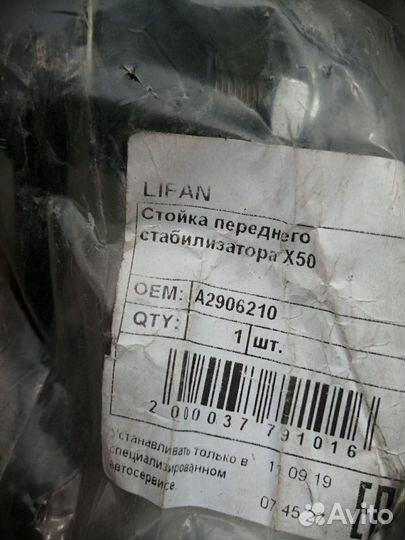 LIFAN
Стойка переднего
стабилизатора X50
OEM: A2906210
QTY: 1 шт.
2 000037 791016
Устанавливать только в
специализированном
автосервисе.
11.09.19
07:45
EAC
Avito